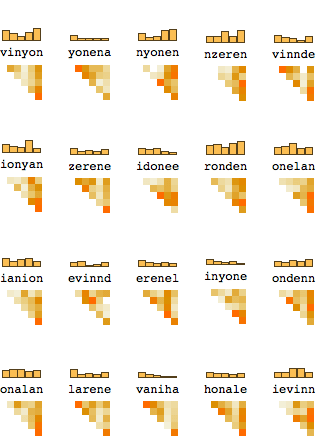 vinyon yonena nyonen nzeren vinnde
ionyan zerene idonee ronden onelan
ianion evinnd erenel inyone ondenn
onalan larene vaniha honale ievinn